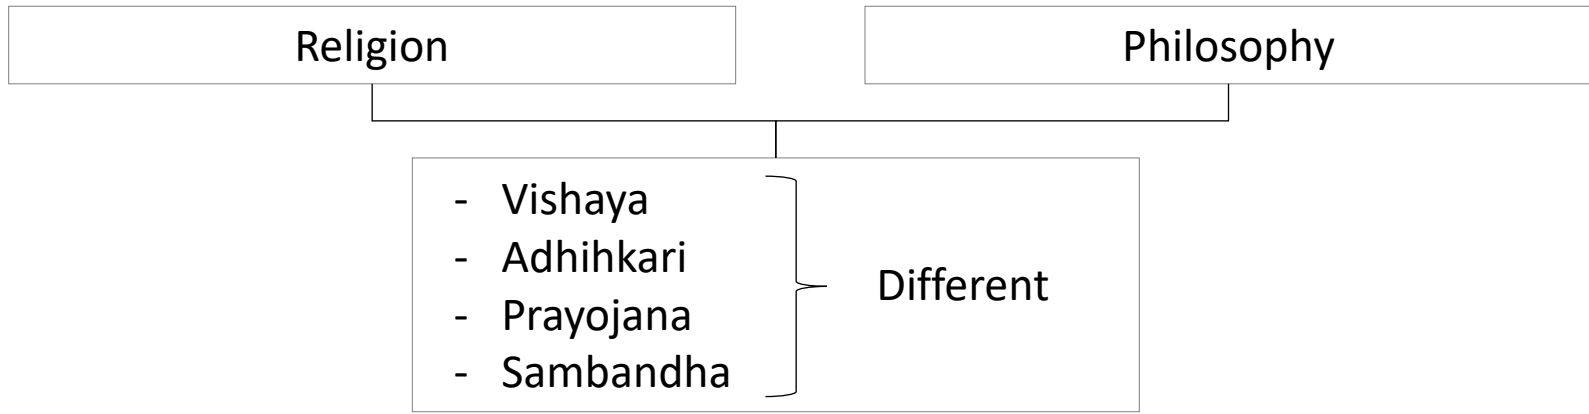 Religion
Philosophy
- Vishaya
- Adhihkari
- Prayojana
- Sambandha
Different